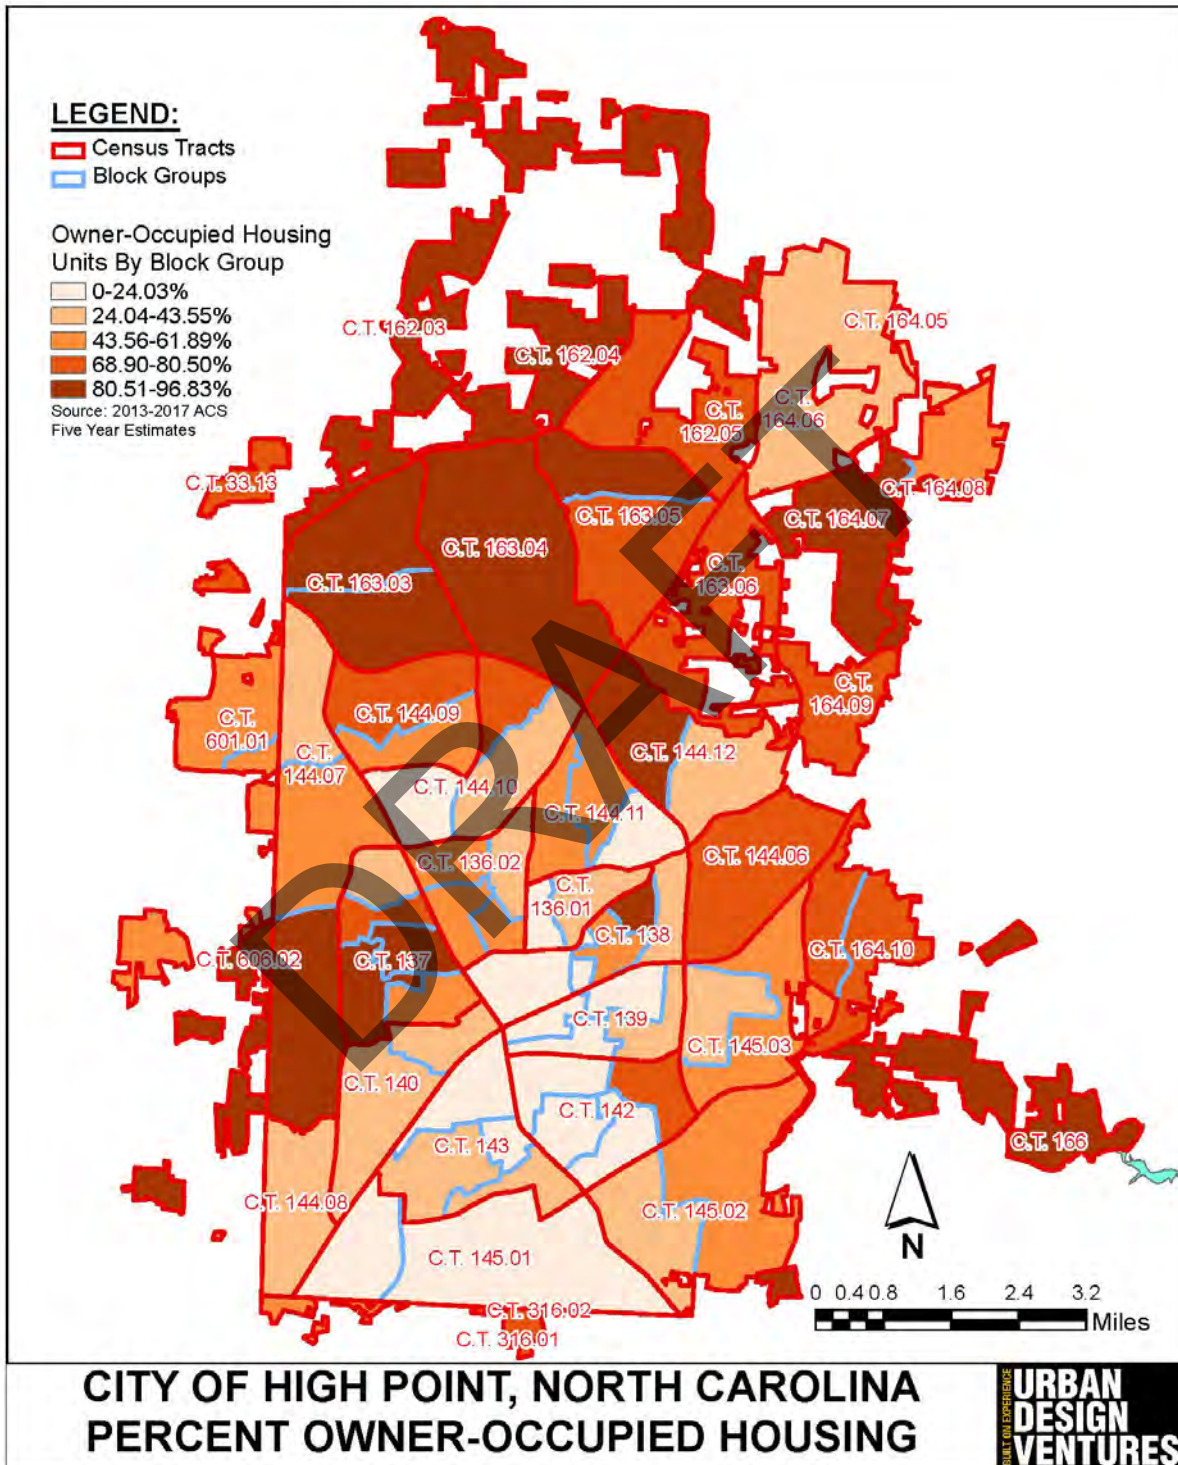 LEGEND:
Census Tracts
Block Groups
Owner-Occupied Housing
Units By Block Group
0-24.03%
24.04-43.55%
43.56-61.89%
68.90-80.50%
80.51-96.83%
Source: 2013-2017 ACS
Five Year Estimates
C.T. 162.03
C.T. 162.04
C.T. 164.05
C.T.
164.06
C.T.
162.05
C.T. 33.13
C.T. 164.08
C.T. 163.05
C.T. 164.07
C.T. 163.04
C.T. 163.03
C.T.
163.06
C.T.
164.09
C.T. 144.09
C.T.
601.01
C.T.
144.07
C.T. 144.12
C.T. 144.10
C.T. 144.11
C.T. 136.02
C.T. 144.06
C.T.
136.01
C.T. 138
C.T. 164.10
C.T. 606.02
C.T. 137
C.T. 139
C.T. 145.03
C.T. 140
C.T. 142
C.T. 143
C.T. 166
C.T. 144.08
C.T. 145.02
C.T. 145.01
C.T. 316.02
C.T. 316.01
DRAFT
N
0 0.4 0.8 1.6 2.4 3.2
Miles
CITY OF HIGH POINT, NORTH CAROLINA
PERCENT OWNER-OCCUPIED HOUSING
BUILT ON EXPERIENCE
URBAN
DESIGN
VENTURES